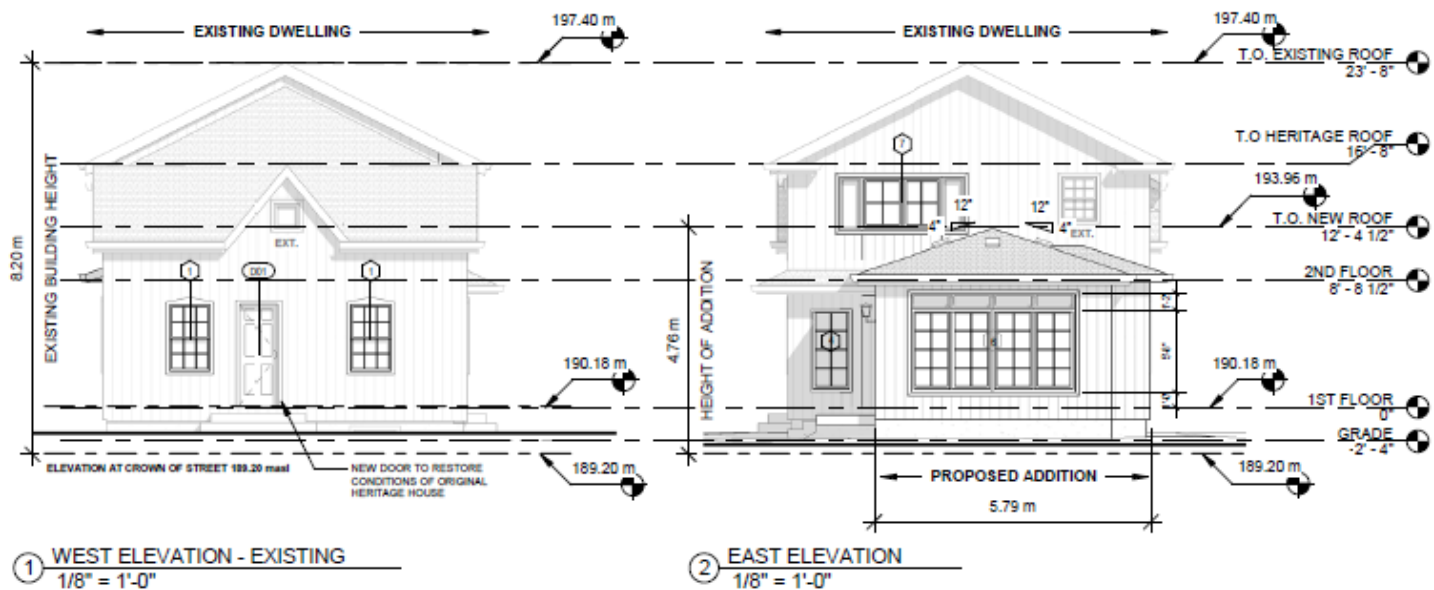 EXISTING DWELLING
197.40 m
EXISTING DWELLING
197.40 m
T.O. EXISTING ROOF
23' - 8"
EXISTING BUILDING HEIGHT
8.20 m
7
T.O HERITAGE ROOF
16' - 8"
193.96 m
12"
12"
4"
4"
T.O. NEW ROOF
12' - 4 1/2"
EXT.
EXT.
1
D01
1
2ND FLOOR
8' - 8 1/2"
HEIGHT OF ADDITION
4.76 m
190.18 m
190.18 m
1ST FLOOR
0"
GRADE
-2' - 4"
ELEVATION AT CROWN OF STREET 189.20 masl
NEW DOOR TO RESTORE
CONDITIONS OF ORIGINAL
HERITAGE HOUSE
189.20 m
189.20 m
PROPOSED ADDITION
5.79 m
1
WEST ELEVATION - EXISTING
1/8" = 1'-0"
2
EAST ELEVATION
1/8" = 1'-0"